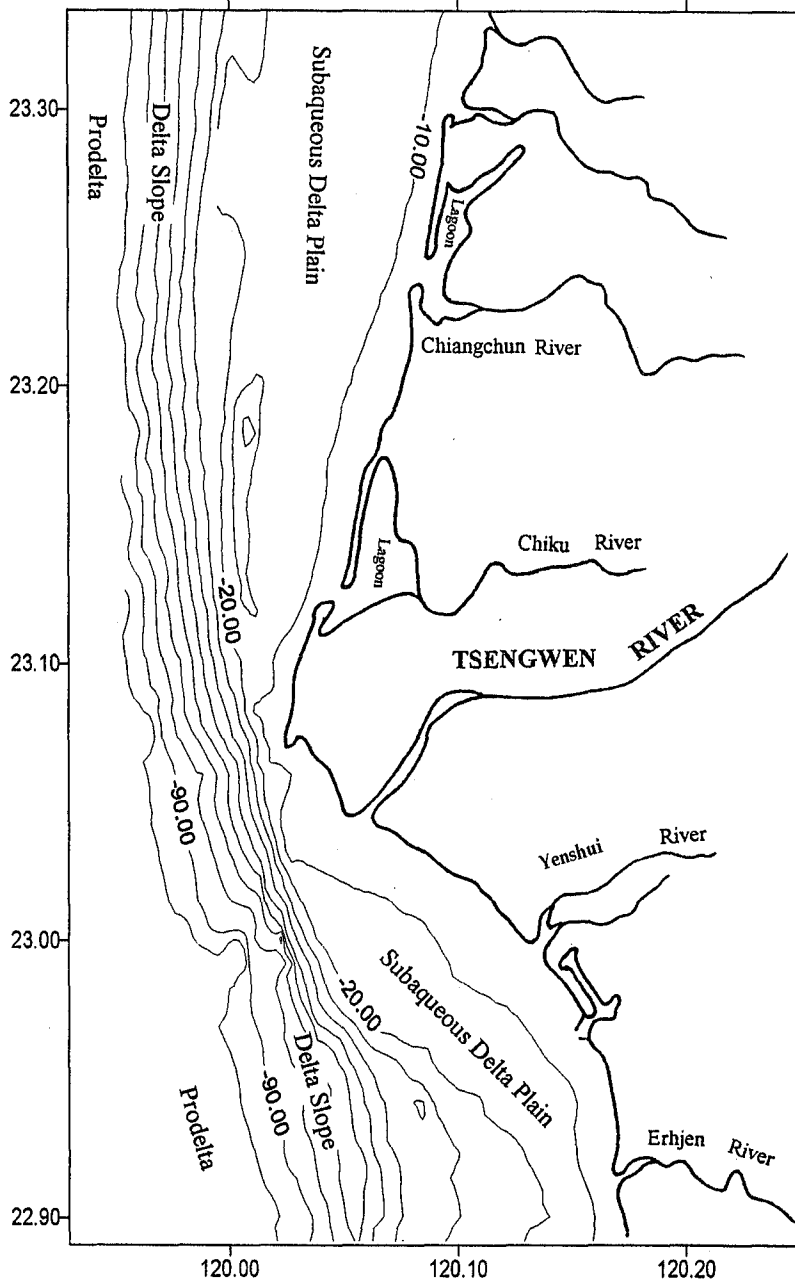 23.30
Prodelta
Delta Slope
Subaqueous Delta Plain
-10.00
Lagoon
Chiangchun River
23.20
Lagoon
Chiku River
-20.00
23.10
TSENGWEN RIVER
-90.00
Yenshui River
23.00
Subaqueous Delta Plain
-20.00
Delta Slope
-90.00
Prodelta
Erhjen River
22.90
120.00 120.10 120.20